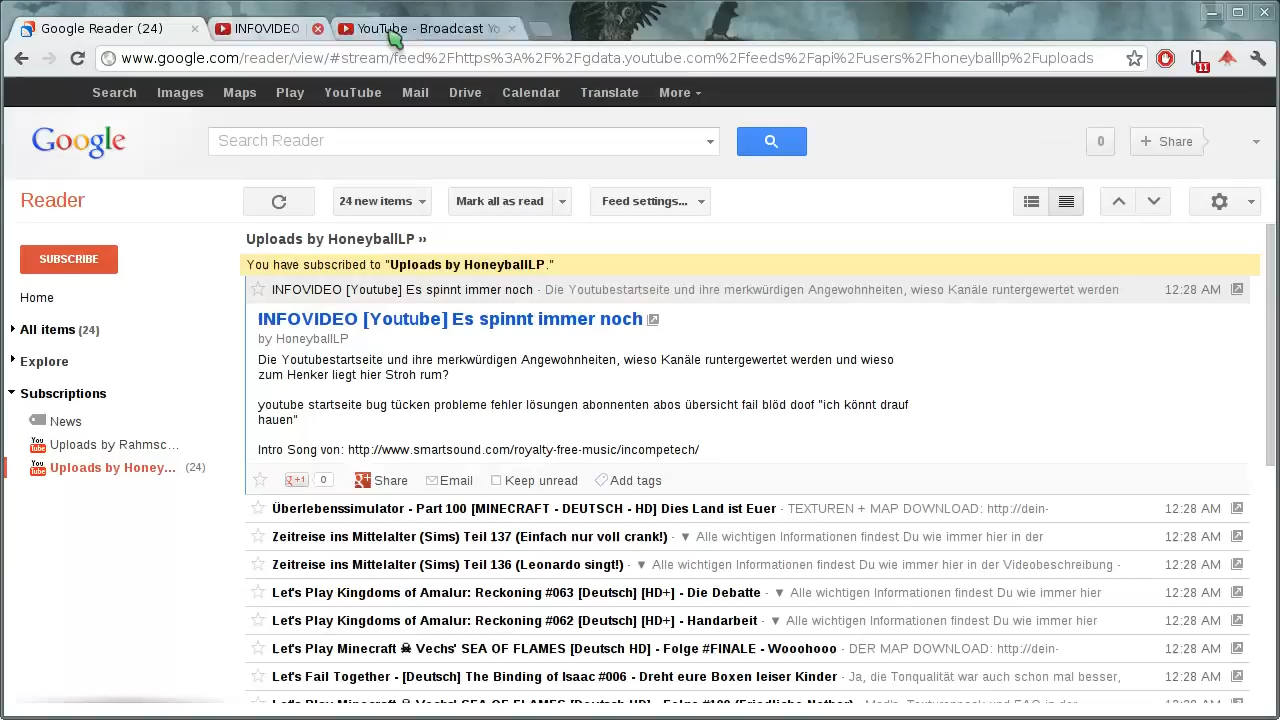 Google Reader (24)
INFOVIDEO
YouTube - Broadcast Yo
www.google.com/reader/view/#stream/feed%2Fhttps%3A%2F%2Fgdata.youtube.com%2Ffeeds%2Fapi%2Fusers%2Fhoneyballlp%2Fuploads
11
Search Images Maps Play YouTube Mail Drive Calendar Translate More
Google
Search Reader
0
+ Share
Reader
24 new items
Mark all as read
Feed settings...
SUBSCRIBE
Home
All items (24)
Explore
Subscriptions
News
You Tube Uploads by Rahmsc...
You Tube Uploads by Honey... (24)
Uploads by HoneyballLP ››
You have subscribed to "Uploads by HoneyballLP."
INFOVIDEO [Youtube] Es spinnt immer noch - Die Youtubestartseite und ihre merkwürdigen Angewohnheiten, wieso Kanäle runtergewertet werden 12:28 AM
INFOVIDEO [Youtube] Es spinnt immer noch
by HoneyballLP
Die Youtubestartseite und ihre merkwürdigen Angewohnheiten, wieso Kanäle runtergewertet werden und wieso
zum Henker liegt hier Stroh rum?
youtube startseite bug tücken probleme fehler lösungen abonnenten abos übersicht fail blöd doof "ich könnt drauf
hauen"
Intro Song von: http://www.smartsound.com/royalty-free-music/incompetech/
g+1 0 g+ Share Email Keep unread Add tags
Überlebenssimulator - Part 100 [MINECRAFT - DEUTSCH - HD] Dies Land ist Euer - TEXTUREN + MAP DOWNLOAD: http://dein- 12:28 AM
Zeitreise ins Mittelalter (Sims) Teil 137 (Einfach nur voll crank!) - ▼ Alle wichtigen Informationen findest Du wie immer hier in der 12:28 AM
Zeitreise ins Mittelalter (Sims) Teil 136 (Leonardo singt!) - ▼ Alle wichtigen Informationen findest Du wie immer hier in der Videobeschreibung - 12:28 AM
Let's Play Kingdoms of Amalur: Reckoning #063 [Deutsch] [HD+] - Die Debatte - ▼ Alle wichtigen Informationen findest Du wie immer hier 12:28 AM
Let's Play Kingdoms of Amalur: Reckoning #062 [Deutsch] [HD+] - Handarbeit - ▼ Alle wichtigen Informationen findest Du wie immer hier 12:28 AM
Let's Play Minecraft ☠ Vechs' SEA OF FLAMES [Deutsch HD] - Folge #FINALE - Wooohooo - DER MAP DOWNLOAD: http://dein- 12:28 AM
Let's Fail Together - [Deutsch] The Binding of Isaac #006 - Dreht eure Boxen leiser Kinder - Ja, die Tonqualität war auch schon mal besser, 12:28 AM